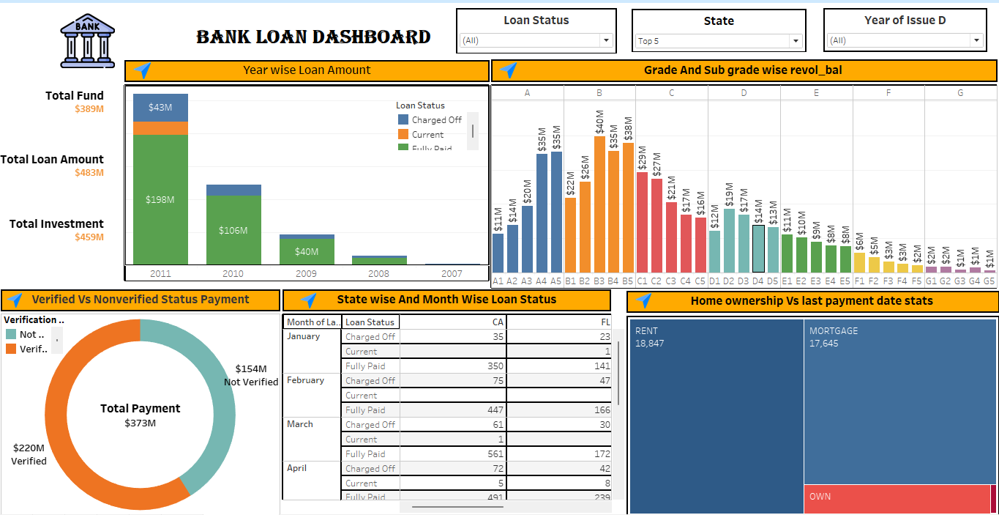 BANK
BANK LOAN DASHBOARD
Loan Status
(All)
State
Top 5
Year of Issue D
(All)
Total Fund
$389M
Total Loan Amount
$483M
Total Investment
$459M
Year wise Loan Amount
$43M
$198M
$106M
$40M
Loan Status
Charged Off
Current
Fully Paid
2011 2010 2009 2008 2007
Grade And Sub grade wise revol_bal
A B C D E F G
$11M $14M $20M $35M $35M $22M $26M $40M $35M $38M $29M $27M $21M $17M $16M $12M $19M $17M $14M $13M $11M $10M $9M $8M $8M $6M $5M $3M $3M $2M $2M $2M $1M $1M $1M
A1 A2 A3 A4 A5 B1 B2 B3 B4 B5 C1 C2 C3 C4 C5 D1 D2 D3 D4 D5 E1 E2 E3 E4 E5 F1 F2 F3 F4 F5 G1 G2 G3 G4 G5
Verified Vs Nonverified Status Payment
Verification ..
Not ..
Verif..
$154M
Not Verified
Total Payment
$373M
$220M
Verified
State wise And Month Wise Loan Status
Month of La.. Loan Status CA FL
January Charged Off 35 23
Current 1
Fully Paid 350 141
February Charged Off 75 47
Current
Fully Paid 447 166
March Charged Off 61 30
Current 1
Fully Paid 561 172
April Charged Off 72 42
Current 5 8
Fully Paid 491 239
Home ownership Vs last payment date stats
RENT
18,847
MORTGAGE
17,645
OWN